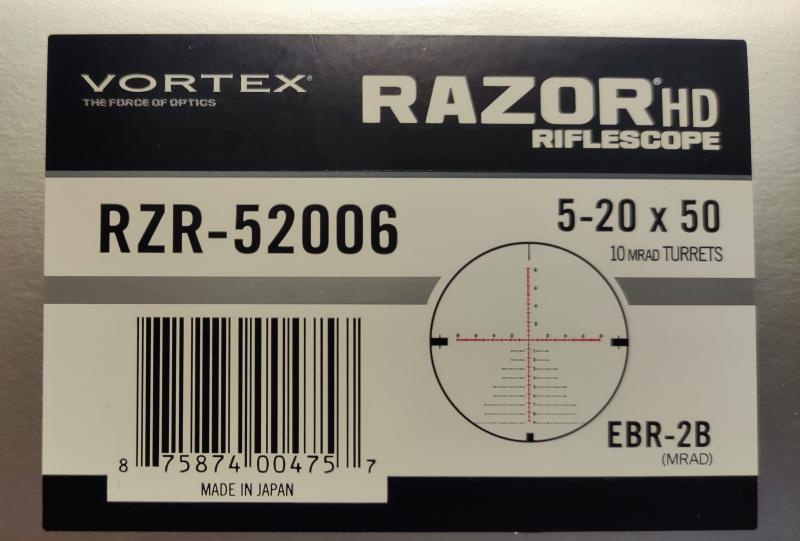 VORTEX®
THE FORCE OF OPTICS
RAZOR® HD
RIFLESCOPE
RZR-52006
5-20 x 50
10 MRAD TURRETS
EBR-2B
(MRAD)
8 75874 00475 7
MADE IN JAPAN